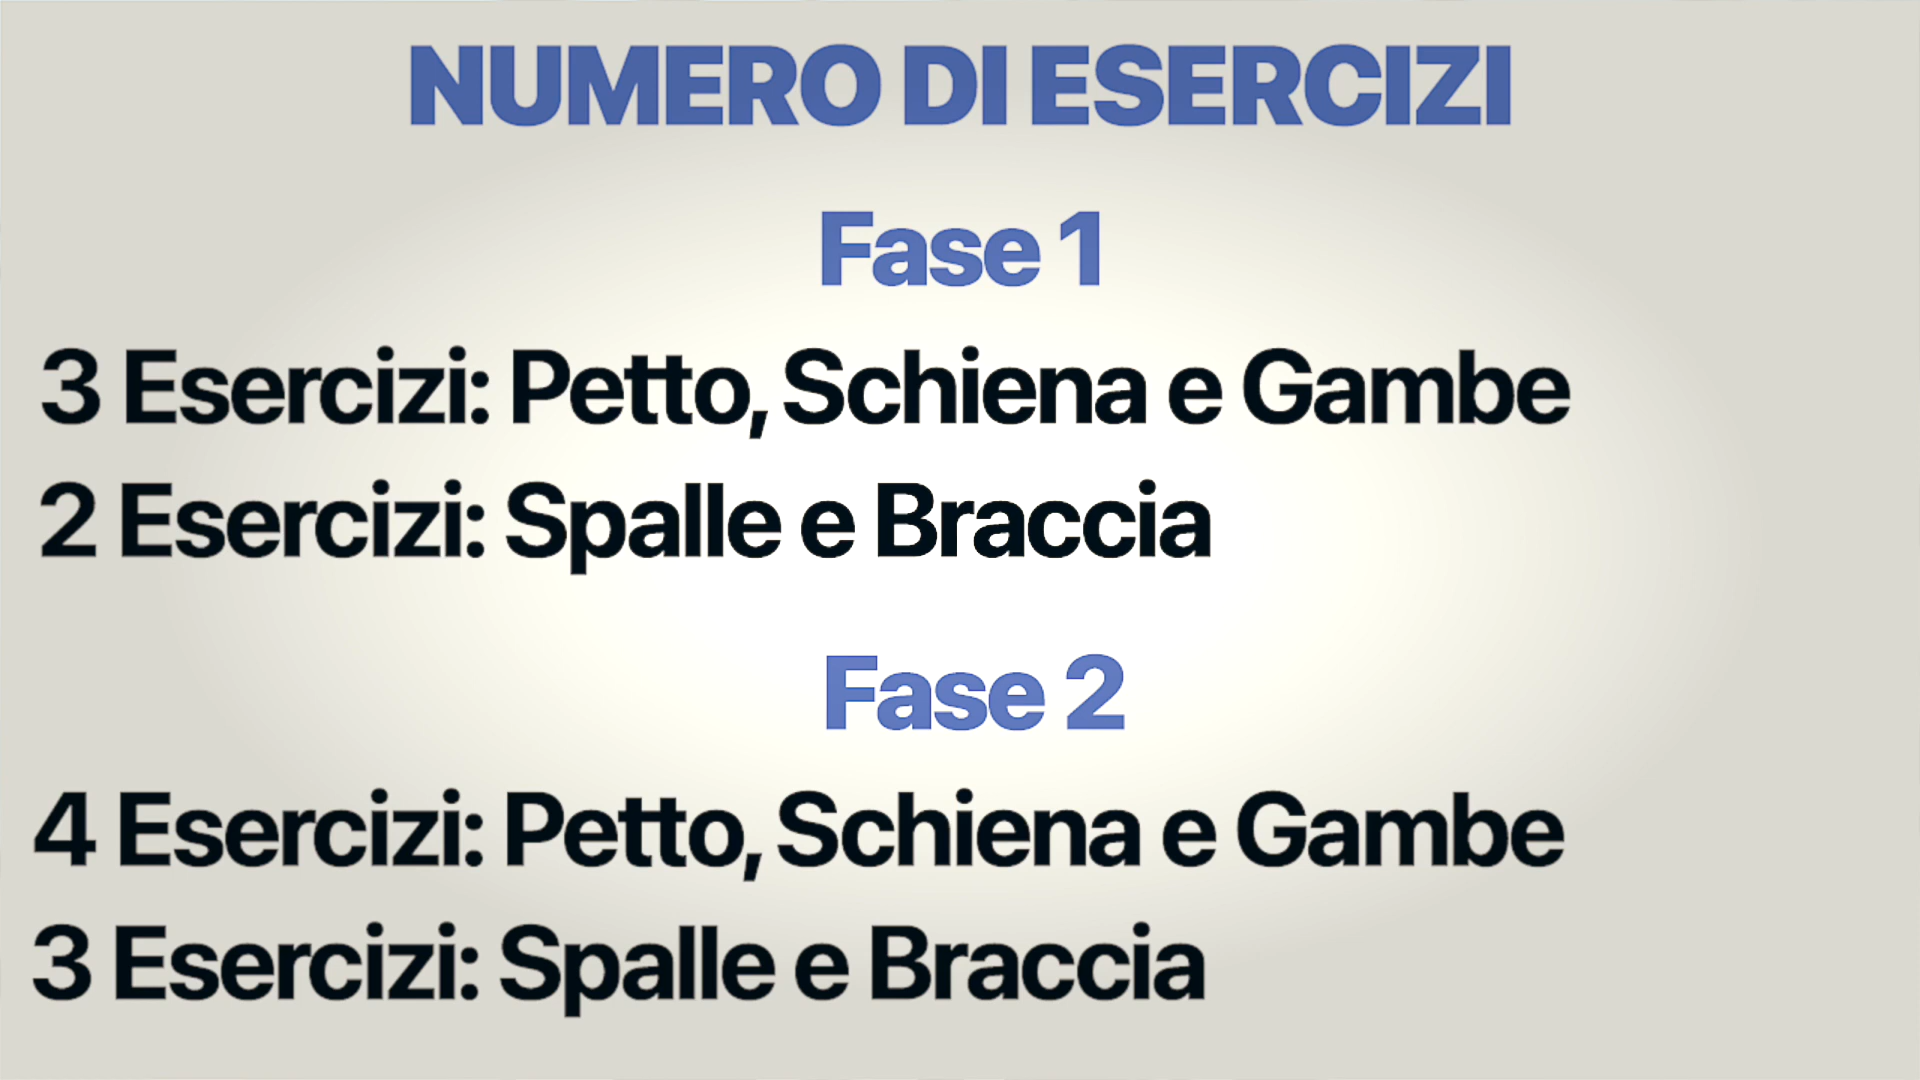 NUMERO DI ESERCIZI
Fase 1
3 Esercizi: Petto, Schiena e Gambe
2 Esercizi: Spalle e Braccia
Fase 2
4 Esercizi: Petto, Schiena e Gambe
3 Esercizi: Spalle e Braccia